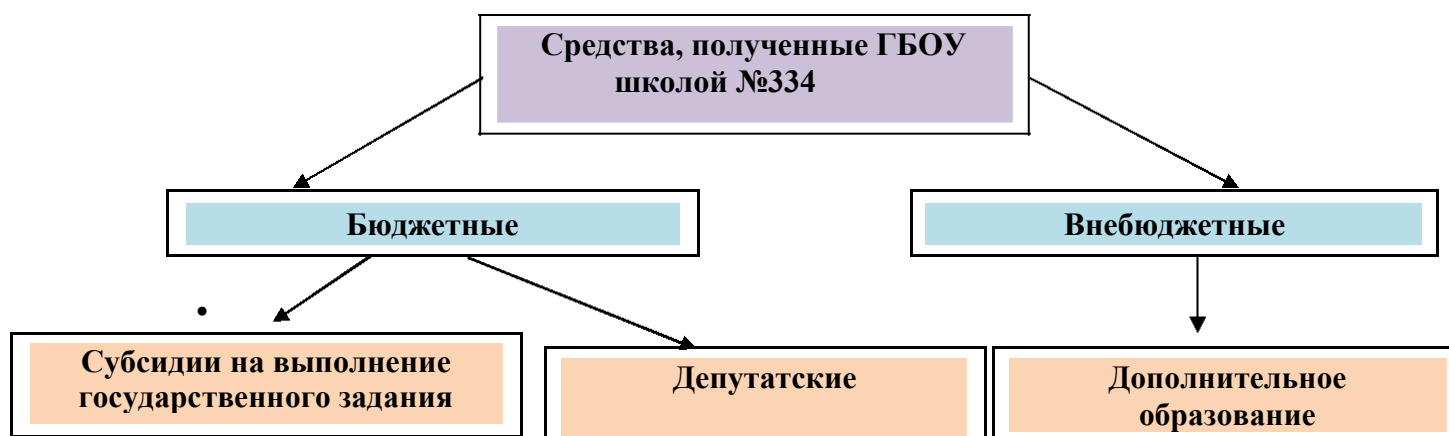 Средства, полученные ГБОУ
школой №334
Бюджетные
Внебюджетные
•
Субсидии на выполнение
государственного задания
Депутатские
Дополнительное
образование